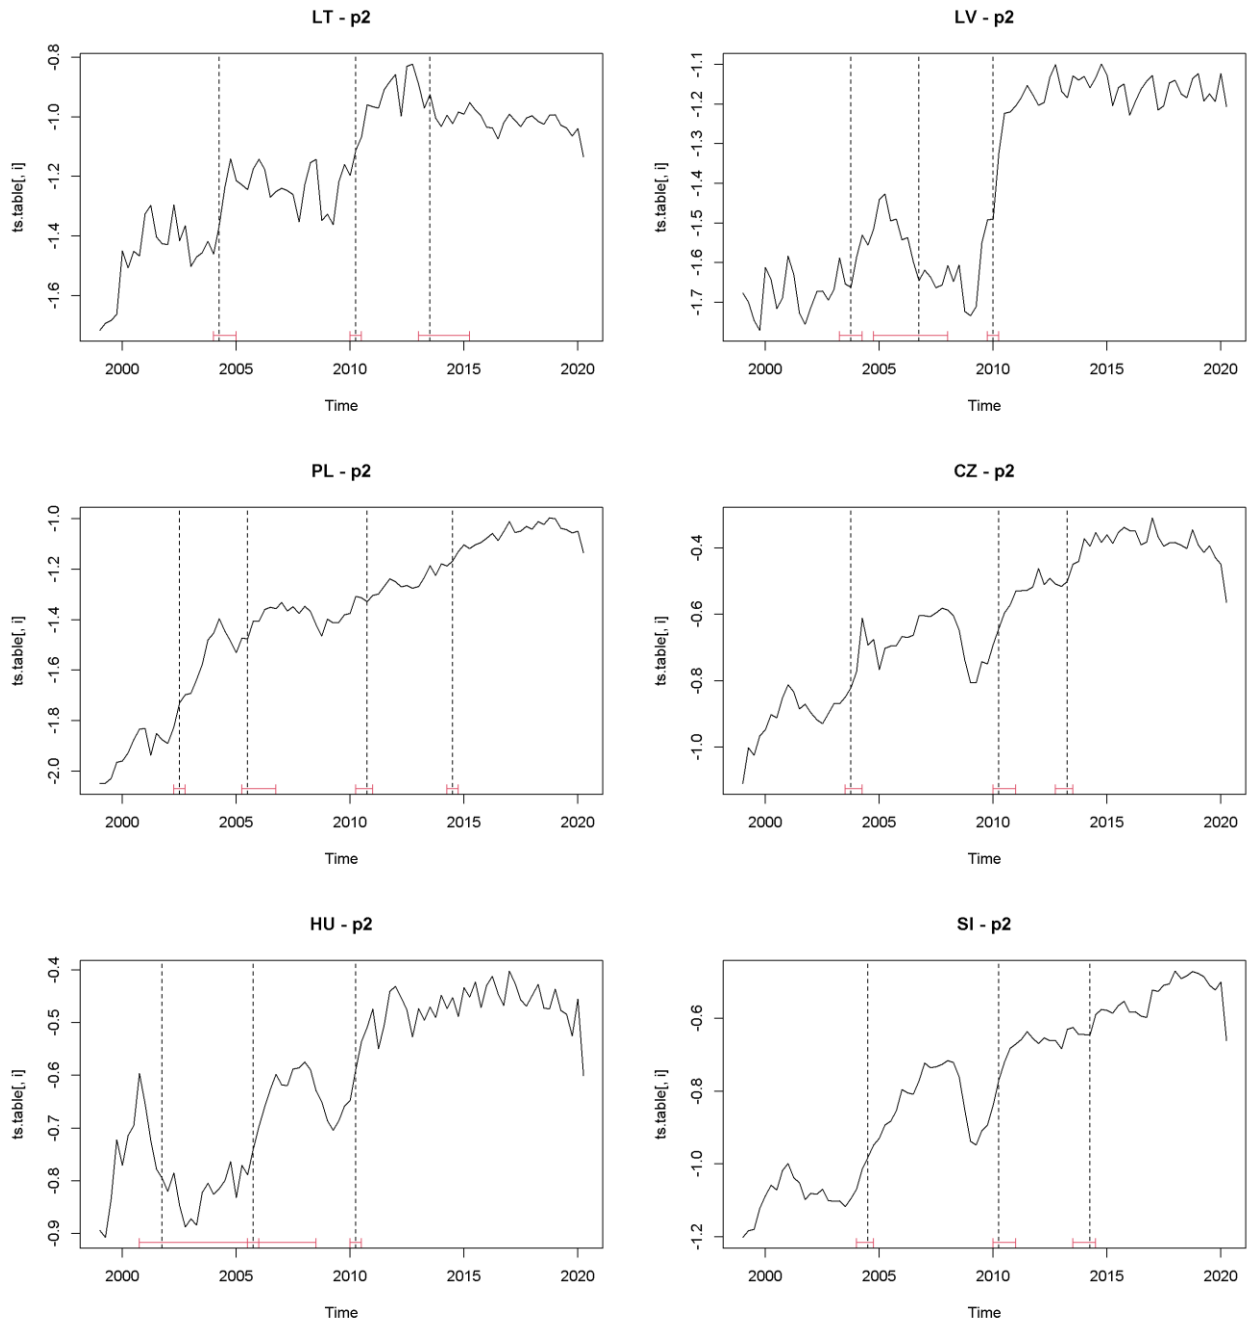 LT - p2
ts.table[, i]
-0.8
-1.0
-1.2
-1.4
-1.6
2000 2005 2010 2015 2020
Time
LV - p2
ts.table[, i]
-1.1
-1.2
-1.3
-1.4
-1.5
-1.6
-1.7
2000 2005 2010 2015 2020
Time
PL - p2
ts.table[, i]
-1.0
-1.2
-1.4
-1.6
-1.8
-2.0
2000 2005 2010 2015 2020
Time
CZ - p2
ts.table[, i]
-0.4
-0.6
-0.8
-1.0
2000 2005 2010 2015 2020
Time
HU - p2
ts.table[, i]
-0.4
-0.5
-0.6
-0.7
-0.8
-0.9
2000 2005 2010 2015 2020
Time
SI - p2
ts.table[, i]
-0.6
-0.8
-1.0
-1.2
2000 2005 2010 2015 2020
Time